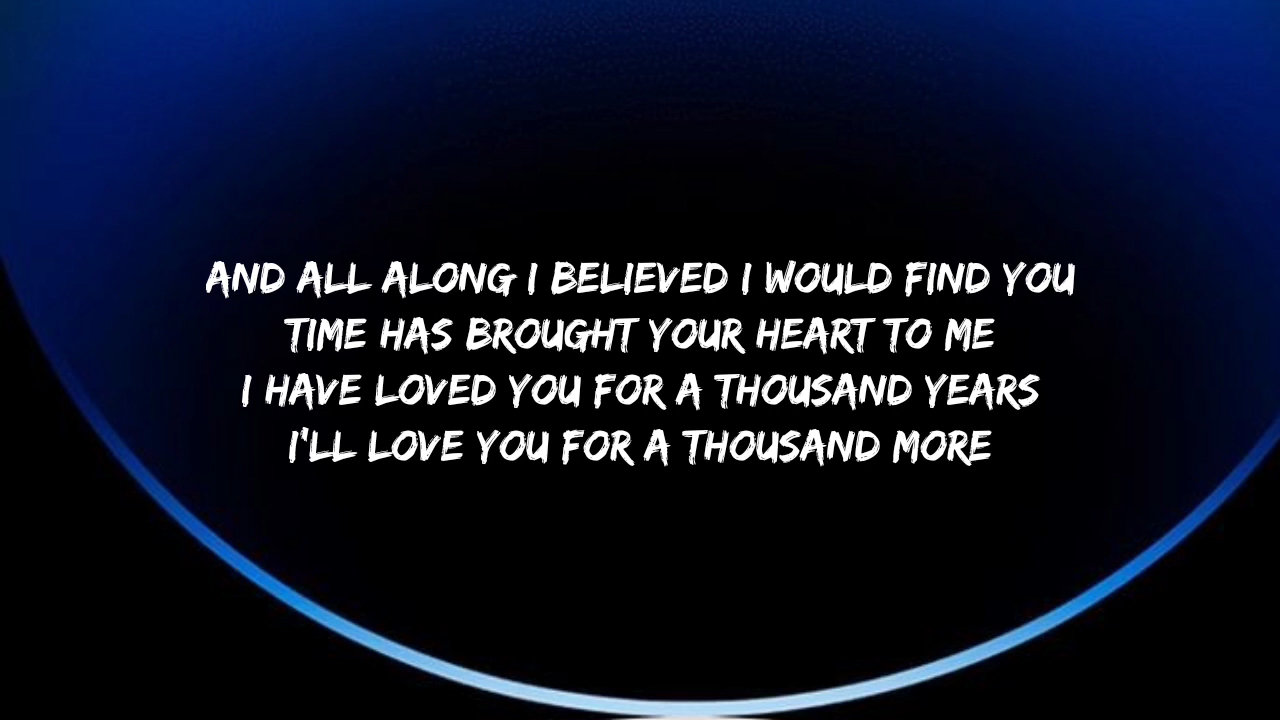 AND ALL ALONG I BELIEVED I WOULD FIND YOU
TIME HAS BROUGHT YOUR HEART TO ME
I HAVE LOVED YOU FOR A THOUSAND YEARS
I'LL LOVE YOU FOR A THOUSAND MORE